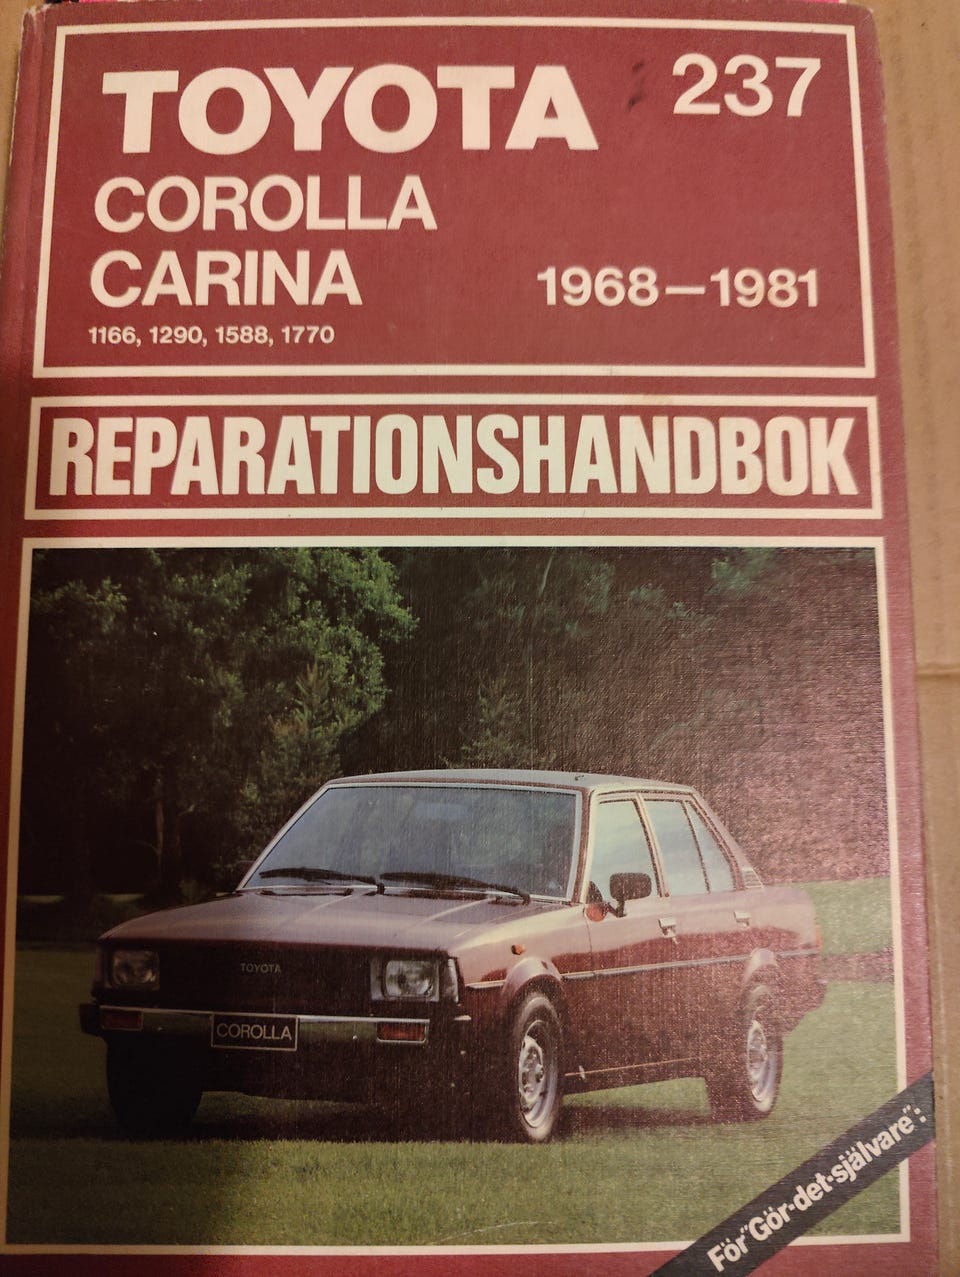 TOYOTA 237
COROLLA
CARINA 1968–1981
1166, 1290, 1588, 1770
REPARATIONSHANDBOK
TOYOTA
COROLLA
För "Gör-det-självare":